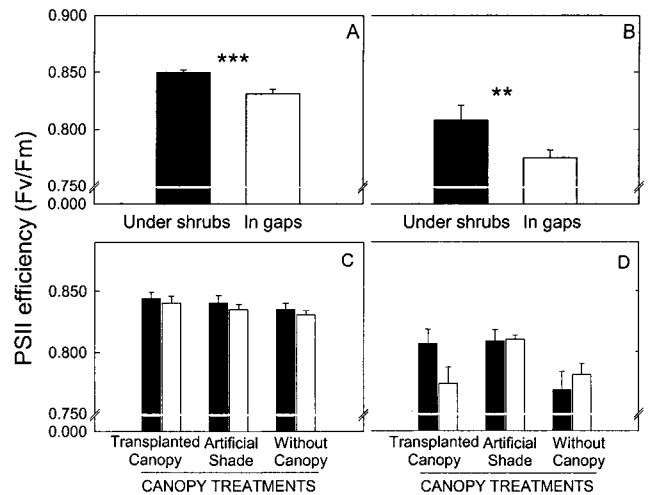 PSII efficiency (Fv/Fm)
0.900
0.850
0.800
0.750
0.000
A
***
Under shrubs In gaps
B
**
Under shrubs In gaps
0.850
0.800
0.750
0.000
C
Transplanted Canopy
Artificial Shade
Without Canopy
CANOPY TREATMENTS
D
Transplanted Canopy
Artificial Shade
Without Canopy
CANOPY TREATMENTS